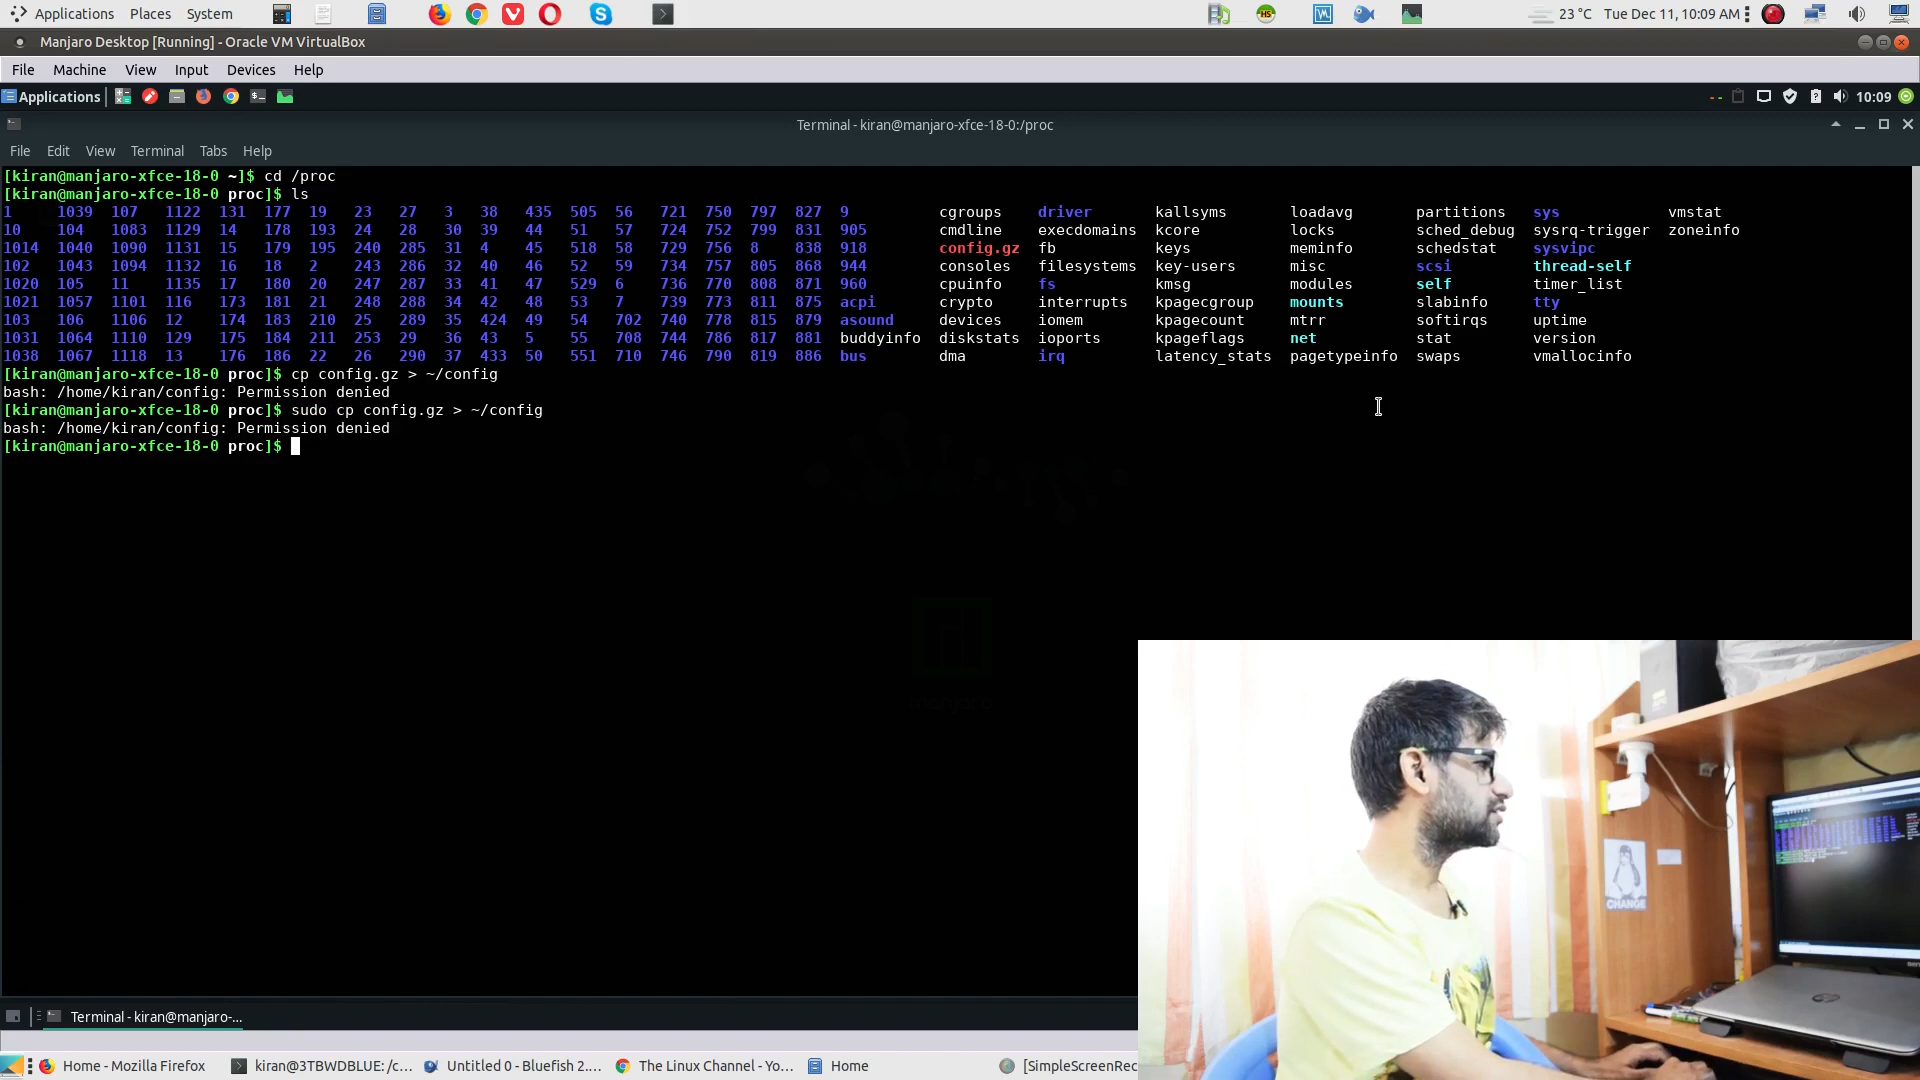 Applications Places System 23 °C Tue Dec 11, 10:09 AM
Manjaro Desktop [Running] - Oracle VM VirtualBox
File Machine View Input Devices Help
Applications 10:09
Terminal - kiran@manjaro-xfce-18-0:/proc
File Edit View Terminal Tabs Help
[kiran@manjaro-xfce-18-0 ~]$ cd /proc
[kiran@manjaro-xfce-18-0 proc]$ ls
1 1039 107 1122 131 177 19 23 27 3 38 435 505 56 721 750 797 827 9 cgroups driver kallsyms loadavg partitions sys vmstat
10 104 1083 1129 14 178 193 24 28 30 39 44 51 57 724 752 799 831 905 cmdline execdomains kcore locks sched_debug sysrq-trigger zoneinfo
1014 1040 1090 1131 15 179 195 240 285 31 4 45 518 58 729 756 8 838 918 config.gz fb keys meminfo schedstat sysvipc
102 1043 1094 1132 16 18 2 243 286 32 40 46 52 59 734 757 805 868 944 consoles filesystems key-users misc scsi thread-self
1020 105 11 1135 17 180 20 247 287 33 41 47 529 6 736 770 808 871 960 cpuinfo fs kmsg modules self timer_list
1021 1057 1101 116 173 181 21 248 288 34 42 48 53 7 739 773 811 875 acpi crypto interrupts kpagecgroup mounts slabinfo tty
103 106 1106 12 174 183 210 25 289 35 424 49 54 702 740 778 815 879 asound devices iomem kpagecount mtrr softirqs uptime
1031 1064 1110 129 175 184 211 253 29 36 43 5 55 708 744 786 817 881 buddyinfo diskstats ioports kpageflags net stat version
1038 1067 1118 13 176 186 22 26 290 37 433 50 551 710 746 790 819 886 bus dma irq latency_stats pagetypeinfo swaps vmallocinfo
[kiran@manjaro-xfce-18-0 proc]$ cp config.gz > ~/config
bash: /home/kiran/config: Permission denied
[kiran@manjaro-xfce-18-0 proc]$ sudo cp config.gz > ~/config
bash: /home/kiran/config: Permission denied
[kiran@manjaro-xfce-18-0 proc]$
CHANGE
Terminal - kiran@manjaro-...
Home - Mozilla Firefox kiran@3TBWDBLUE: /c... Untitled 0 - Bluefish 2.... The Linux Channel - Yo... Home [SimpleScreenRec